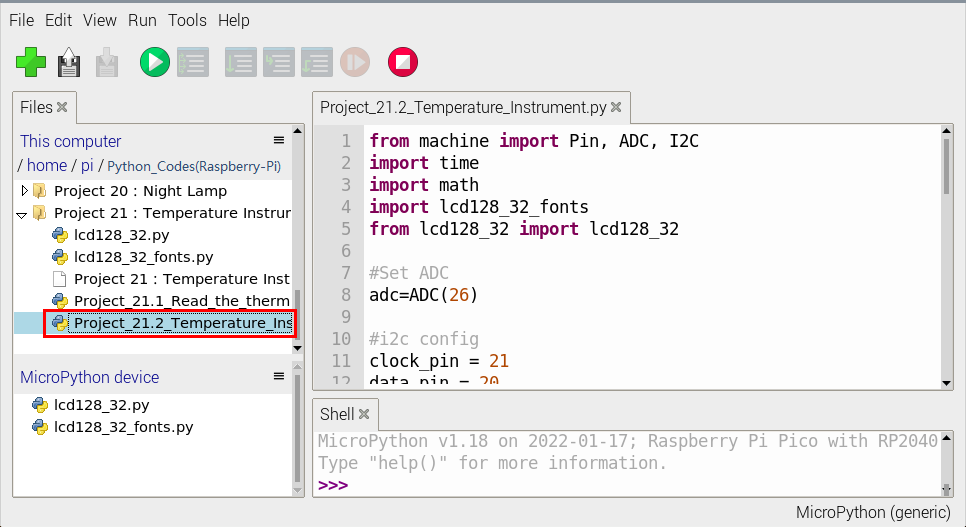 File Edit View Run Tools Help
Files
This computer
/ home / pi / Python_Codes(Raspberry-Pi)
Project 20 : Night Lamp
Project 21 : Temperature Instrur
lcd128_32.py
lcd128_32_fonts.py
Project 21 : Temperature Inst
Project_21.1_Read_the_therm
Project_21.2_Temperature_Ins
MicroPython device
lcd128_32.py
lcd128_32_fonts.py
Project_21.2_Temperature_Instrument.py
1 from machine import Pin, ADC, I2C
2 import time
3 import math
4 import lcd128_32_fonts
5 from lcd128_32 import lcd128_32
6
7 #Set ADC
8 adc=ADC(26)
9
10 #i2c config
11 clock_pin = 21
12 data_pin = 20
Shell
MicroPython v1.18 on 2022-01-17; Raspberry Pi Pico with RP2040
Type "help()" for more information.
>>>
MicroPython (generic)